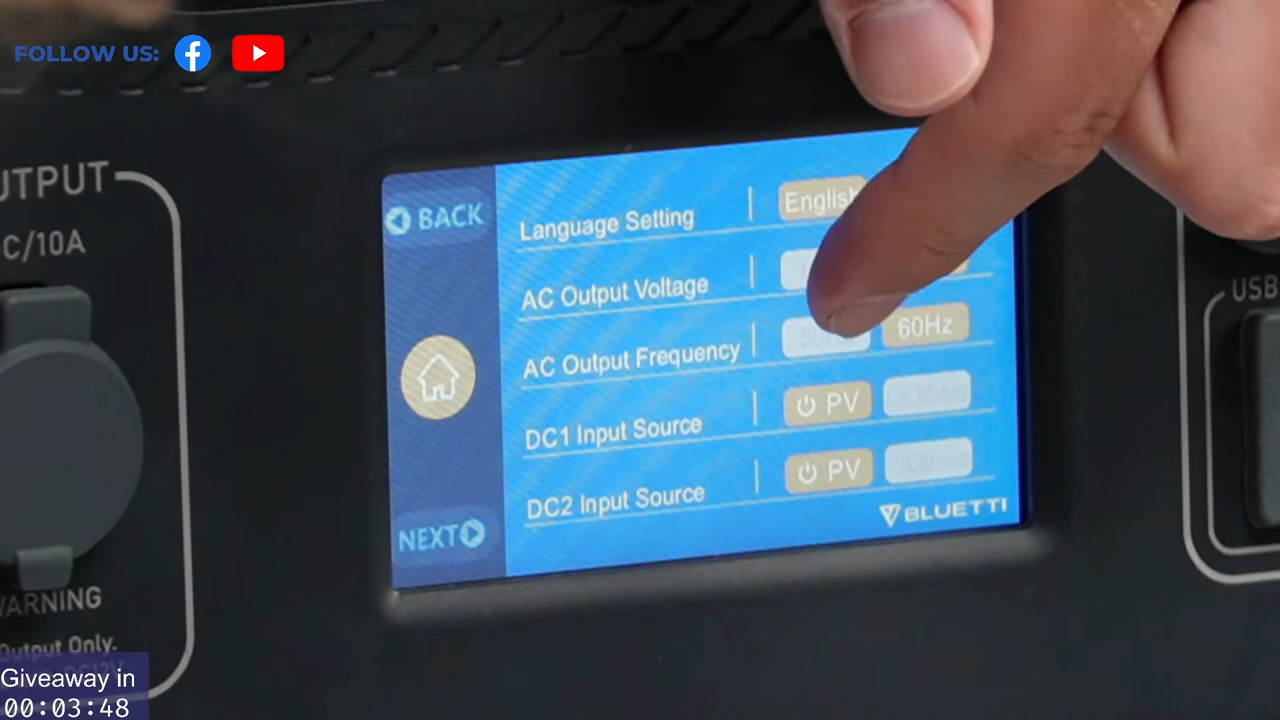 FOLLOW US:
UTPUT
C/10A
WARNING
Output Only.
BACK
NEXT
Language Setting
English
AC Output Voltage
AC Output Frequency
60Hz
DC1 Input Source
PV
DC2 Input Source
PV
BLUETTI
USB
Giveaway in
00:03:48